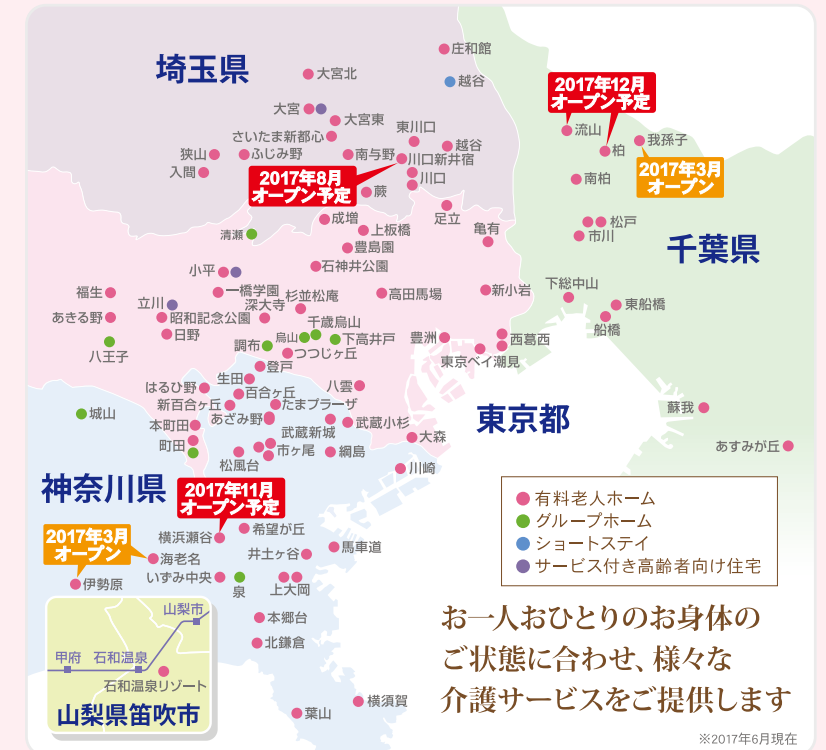 埼玉県
庄和館
大宮北
越谷
大宮
大宮東
さいたま新都心
東川口
狭山
ふじみ野
南与野
越谷
川口新井宿
入間
川口
2017年8月
オープン予定
蕨
2017年12月
オープン予定
流山
我孫子
柏
2017年3月
オープン
南柏
松戸
市川
千葉県
足立
成増
亀有
清瀬
上板橋
豊島園
小平
石神井公園
福生
立川
一橋学園
杉並松庵
高田馬場
新小岩
下総中山
東船橋
船橋
深大寺
あきる野
昭和記念公園
千歳烏山
日野
烏山
下高井戸
豊洲
西葛西
八王子
調布
つつじヶ丘
東京ベイ潮見
登戸
生田
はるひ野
八雲
百合ヶ丘
新百合ヶ丘
たまプラーザ
城山
あざみ野
武蔵小杉
東京都
蘇我
本町田
武蔵新城
大森
あすみが丘
町田
市ヶ尾
綱島
松風台
川崎
神奈川県
2017年11月
オープン予定
横浜瀬谷
希望が丘
2017年3月
オープン
海老名
井土ヶ谷
馬車道
伊勢原
いずみ中央
泉
上大岡
本郷台
北鎌倉
横須賀
葉山
山梨市
甲府
石和温泉
石和温泉リゾート
山梨県笛吹市
有料老人ホーム
グループホーム
ショートステイ
サービス付き高齢者向け住宅
お一人おひとりのお身体の
ご状態に合わせ、様々な
介護サービスをご提供します
※2017年6月現在